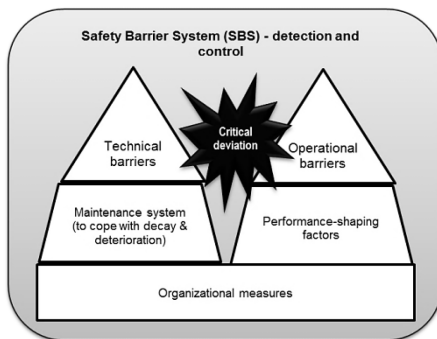 Safety Barrier System (SBS) - detection and
control
Critical
deviation
Technical
barriers
Operational
barriers
Maintenance system
(to cope with decay &
deterioration)
Performance-shaping
factors
Organizational measures